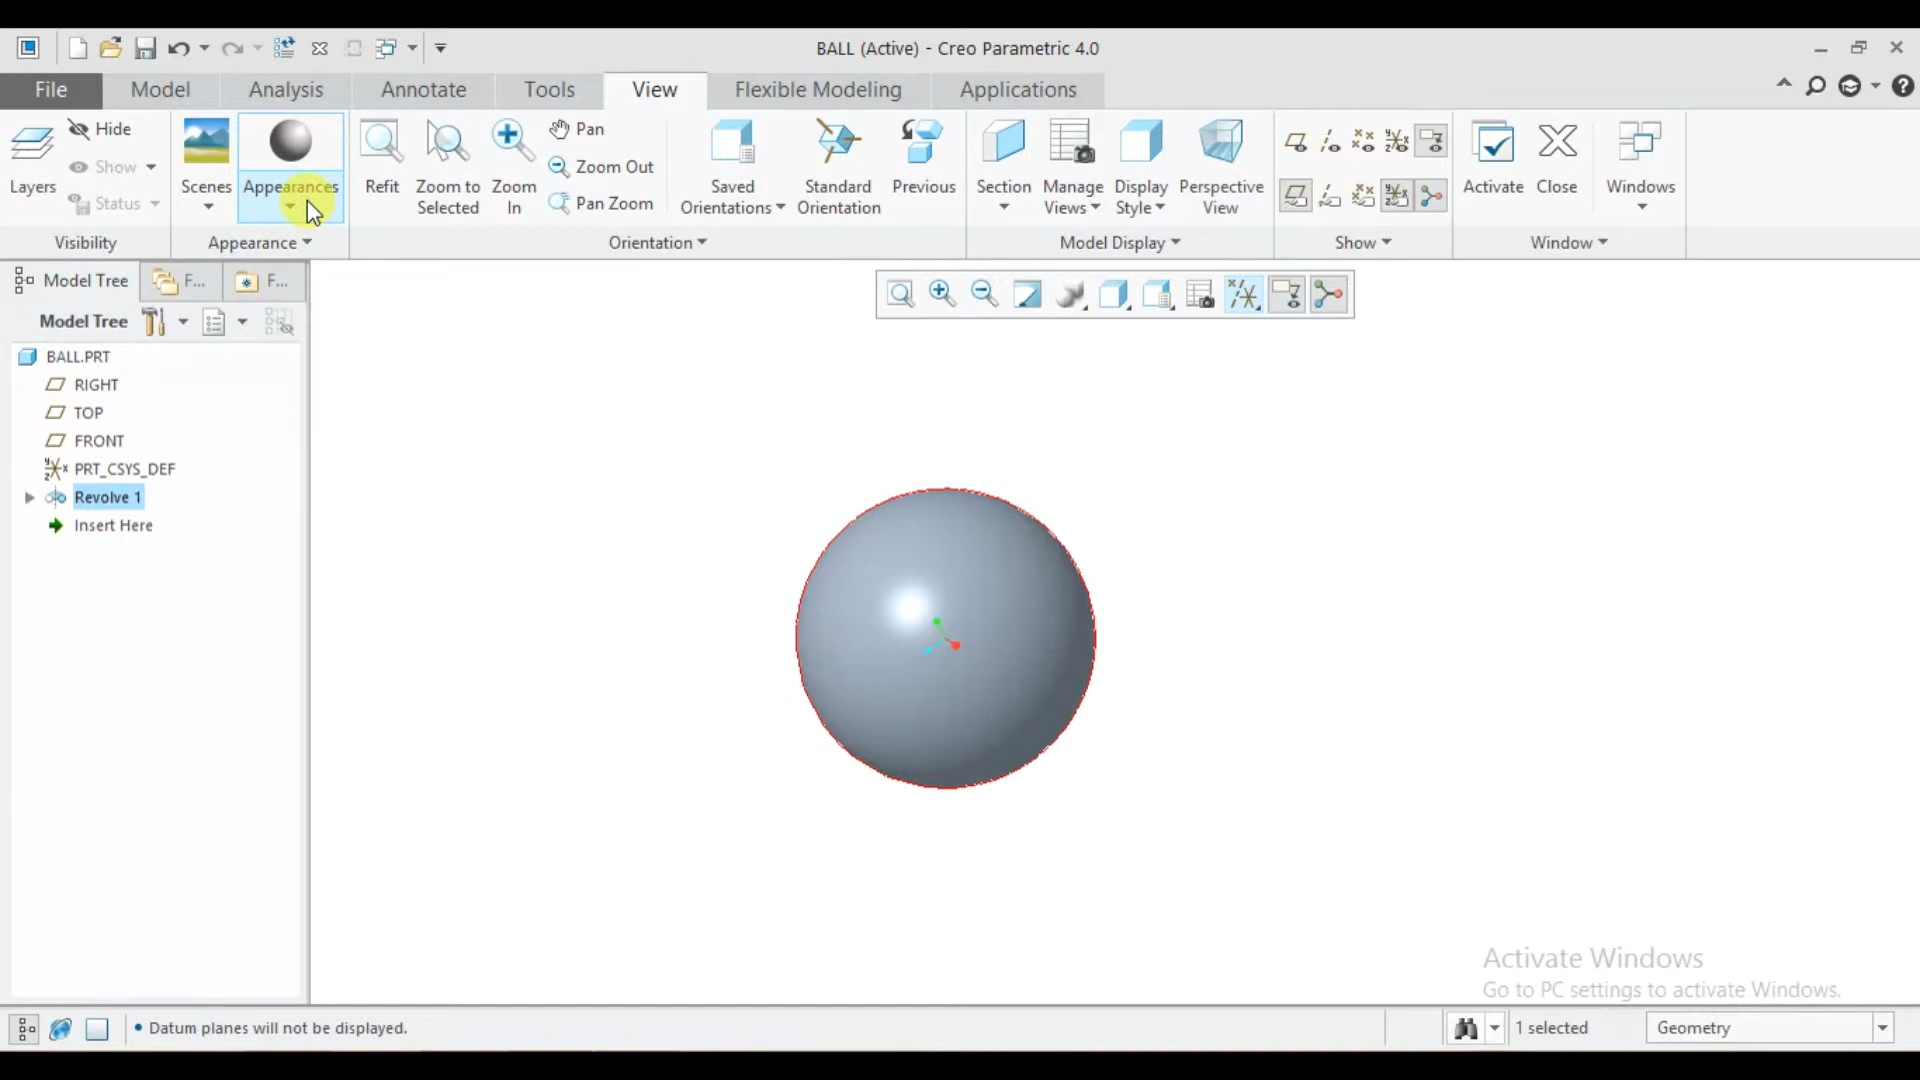 BALL (Active) - Creo Parametric 4.0
File
Model
Analysis
Annotate
Tools
View
Flexible Modeling
Applications
Layers
Hide
Show
Status
Scenes
Appearances
Refit
Zoom to
Selected
Zoom
In
Pan
Zoom Out
Pan Zoom
Saved
Orientations
Standard
Orientation
Previous
Section
Manage
Views
Display
Style
Perspective
View
Activate
Close
Windows
Visibility
Appearance
Orientation
Model Display
Show
Window
Model Tree
F...
F...
Model Tree
BALL.PRT
RIGHT
TOP
FRONT
PRT_CSYS_DEF
Revolve 1
Insert Here
Activate Windows
Go to PC settings to activate Windows.
• Datum planes will not be displayed.
1 selected
Geometry